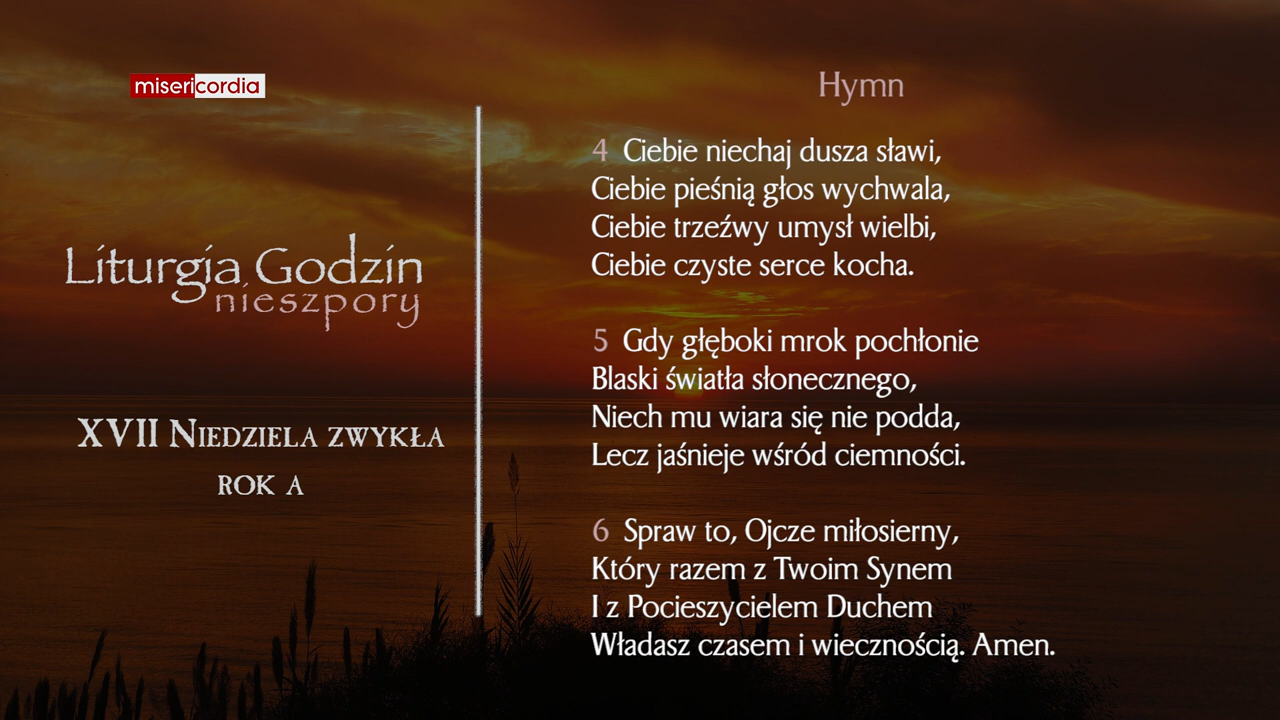 misericordia
Liturgia Godzin
nieszpory
XVII Niedziela zwykła
rok A
Hymn
4 Ciebie niechaj dusza sławi,
Ciebie pieśnią głos wychwala,
Ciebie trzeźwy umysł wielbi,
Ciebie czyste serce kocha.
5 Gdy głęboki mrok pochłonie
Blaski światła słonecznego,
Niech mu wiara się nie podda,
Lecz jaśnieje wśród ciemności.
6 Spraw to, Ojcze miłosierny,
Który razem z Twoim Synem
I z Pocieszycielem Duchem
Władasz czasem i wiecznością. Amen.